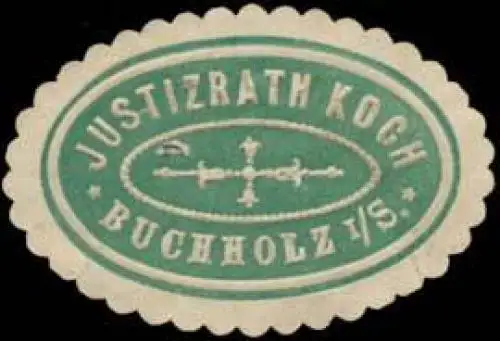 JUSTIZRATH KOCH
* BUCHHOLZ I/S. *